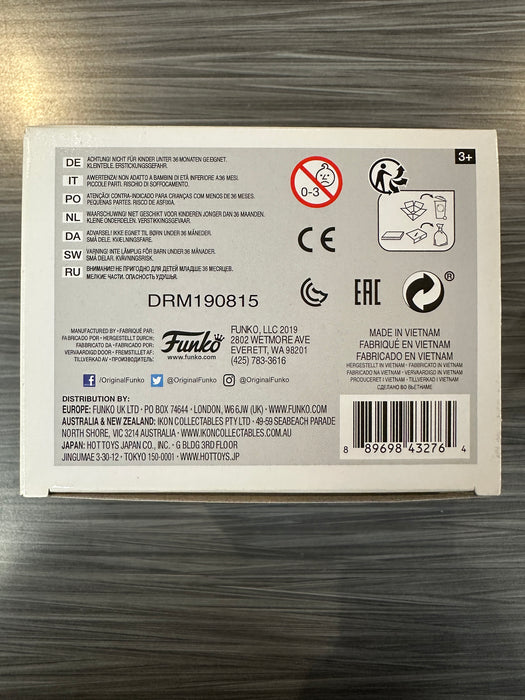 DE ACHTUNG! NICHT FÜR KINDER UNTER 36 MONATEN GEEIGNET.
KLEINTEILE. ERSTICKUNGSGEFAHR.
IT AWERTENZA! NON ADATTO A BAMBINI DI ETÀ INFERIORE A 36 MESI.
PICCOLE PARTI. RISCHIO DI SOFFOCAMENTO.
PO ATENÇÃO! CONTRA-INDICADO PARA CRIANÇAS COM MENOS DE 36 MESES.
PEQUENAS PARTES. RISCO DE ASFIXIA.
NL WAARSCHUWING! NIET GESCHIKT VOOR KINDEREN JONGER DAN 36 MAANDEN.
KLEINE ONDERDELEN. VERSTIKKINGSGEVAAR.
DA ADVARSEL! IKKE EGNET TIL BØRN UNDER 36 MÅNEDER.
SMÅ DELE. KVÆLNINGSFARE.
SW VARNING! INTE LÄMPLIG FÖR BARN UNDER 36 MÅNADER.
SMÅ DELAR. KVÄVNINGSRISK.
RU ВНИМАНИЕ! НЕ ПРИГОДНО ДЛЯ ДЕТЕЙ МЛАДШЕ 36 МЕСЯЦЕВ.
МЕЛКИЕ ЧАСТИ. ОПАСНОСТЬ УДУШЬЯ
0-3
3+
CE
EAC
®
DRM190815
MANUFACTURED BY • FABRIQUÉ PAR:
FABRICADO POR • HERGESTELLT DURCH:
FABBRICATO DA • FABRICADO POR:
VERVAARDIGD DOOR • FREMSTILLET AF:
TILLVERKAD AV • ПРОИЗВОДИТЕЛЬ:
Funko
www.funko.com
FUNKO, LLC 2019
2802 WETMORE AVE
EVERETT, WA 98201
(425) 783-3616
MADE IN VIETNAM
FABRIQUÉ EN VIETNAM
FABRICADO EN VIETNAM
HERGESTELLT IN VIETNAM • FABBRICATO IN VIETNAM
FABRICADO NA VIETNAM • VERVAARDIGD IN VIETNAM
PRODUCERET I VIETNAM • TILLVERKAD I VIETNAM
СДЕЛАНО ВО ВЬЕТНАМЕ
/OriginalFunko @OriginalFunko @OriginalFunko
DISTRIBUTION BY:
EUROPE: FUNKO UK LTD • PO BOX 74644 • LONDON, W6 6JW (UK) • WWW.FUNKO.COM
AUSTRALIA & NEW ZEALAND: IKON COLLECTABLES PTY LTD • 49-59 SEABEACH PARADE
NORTH SHORE, VIC 3214 AUSTRALIA • WWW.IKONCOLLECTABLES.COM.AU
JAPAN: HOT TOYS JAPAN CO., INC. • G BLDG 3RD FLOOR
JINGUMAE 3-30-12 • TOKYO 150-0001 • WWW.HOTTOYS.JP
8 89698 43276 4